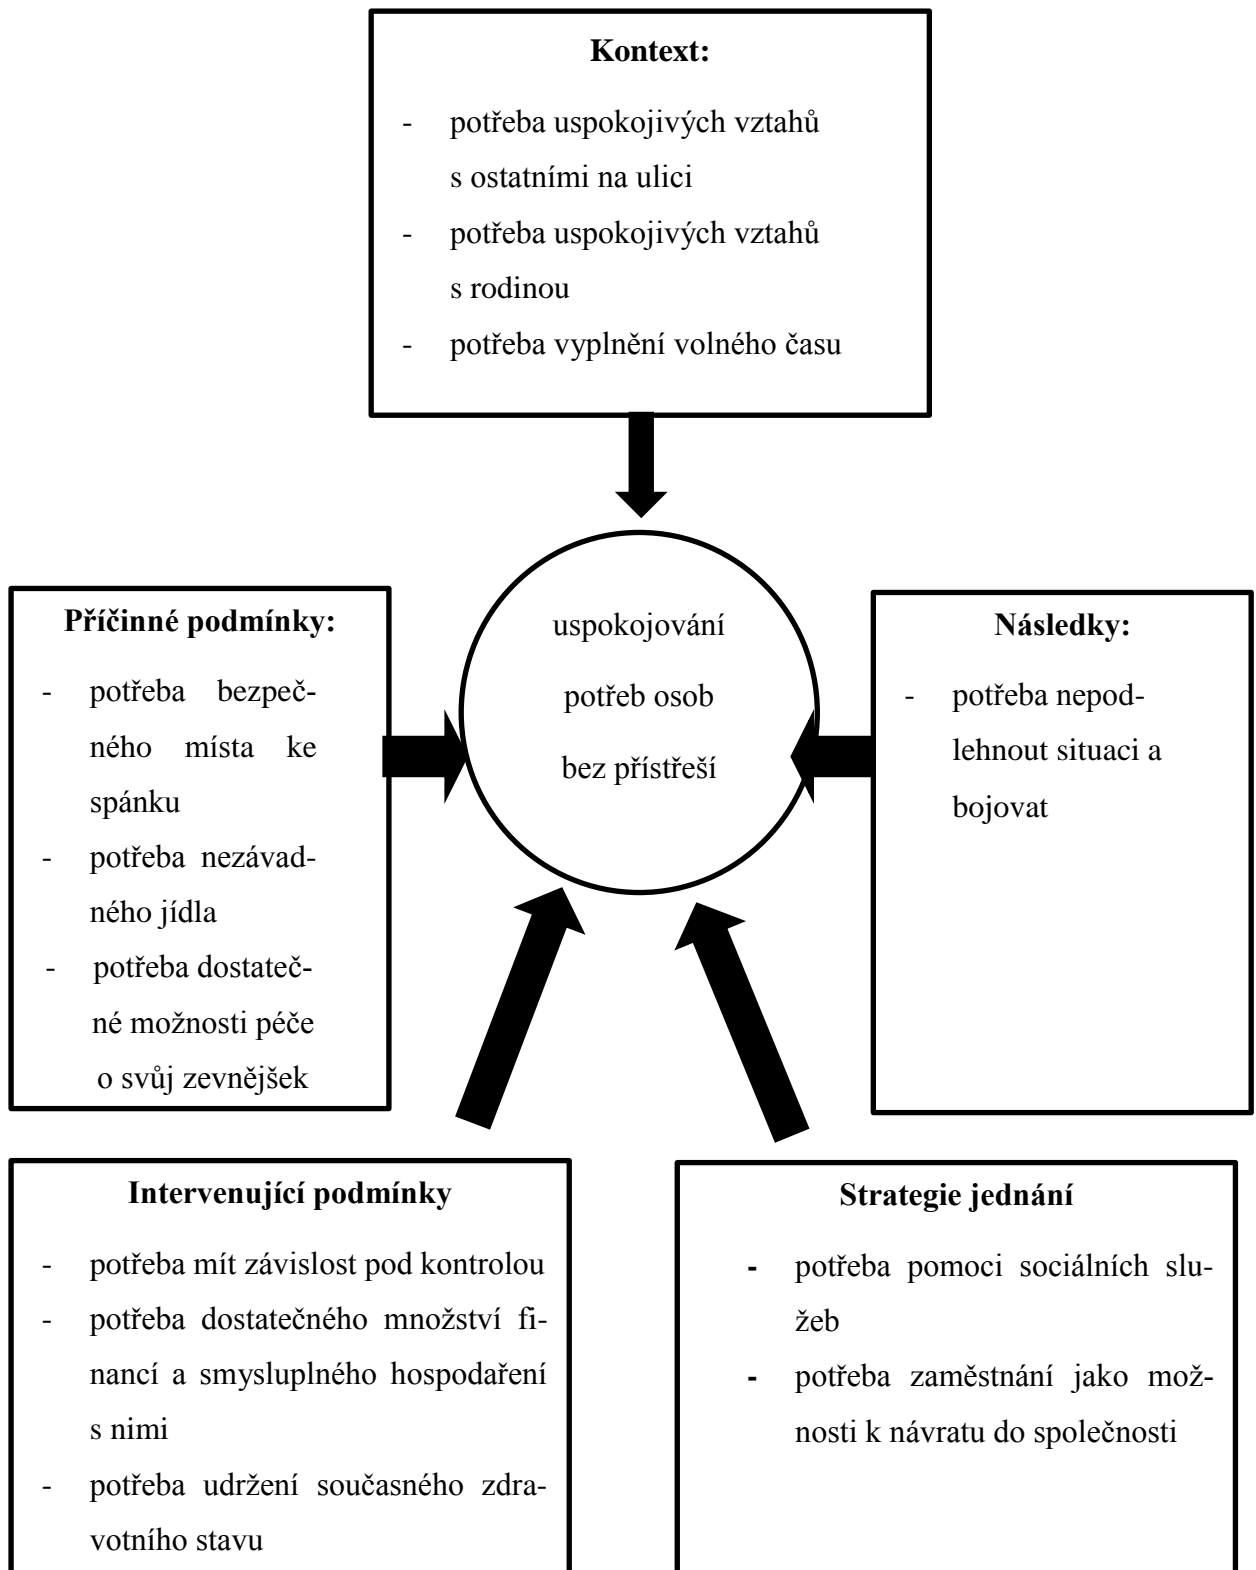 Kontext:
- potřeba uspokojivých vztahů
s ostatními na ulici
- potřeba uspokojivých vztahů
s rodinou
- potřeba vyplnění volného času
uspokojování
potřeb osob
bez přístřeší
Příčinné podmínky:
- potřeba bezpeč-
ného místa ke
spánku
- potřeba nezávad-
ného jídla
- potřeba dostateč-
né možnosti péče
o svůj zevnějšek
Následky:
- potřeba nepod-
lehnout situaci a
bojovat
Intervenující podmínky
- potřeba mít závislost pod kontrolou
- potřeba dostatečného množství fi-
nancí a smysluplného hospodaření
s nimi
- potřeba udržení současného zdra-
votního stavu
Strategie jednání
- potřeba pomoci sociálních slu-
žeb
- potřeba zaměstnání jako mož-
nosti k návratu do společnosti